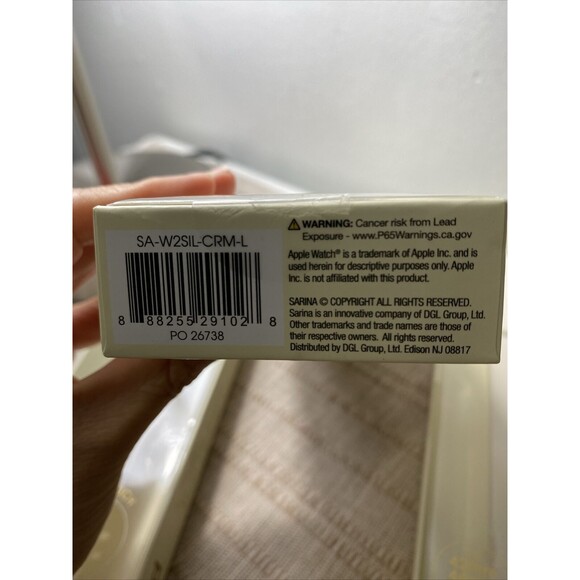 SA-W2SIL-CRM-L
8 88255 29102 8
PO 26738
WARNING: Cancer risk from Lead
Exposure - www.P65Warnings.ca.gov
Apple Watch® is a trademark of Apple Inc. and is
used herein for descriptive purposes only. Apple
Inc. is not affiliated with this product.
SARINA © COPYRIGHT ALL RIGHTS RESERVED.
Sarina is an innovative company of DGL Group, Ltd.
Other trademarks and trade names are those of
their respective owners. All rights reserved.
Distributed by DGL Group, Ltd. Edison NJ 08817